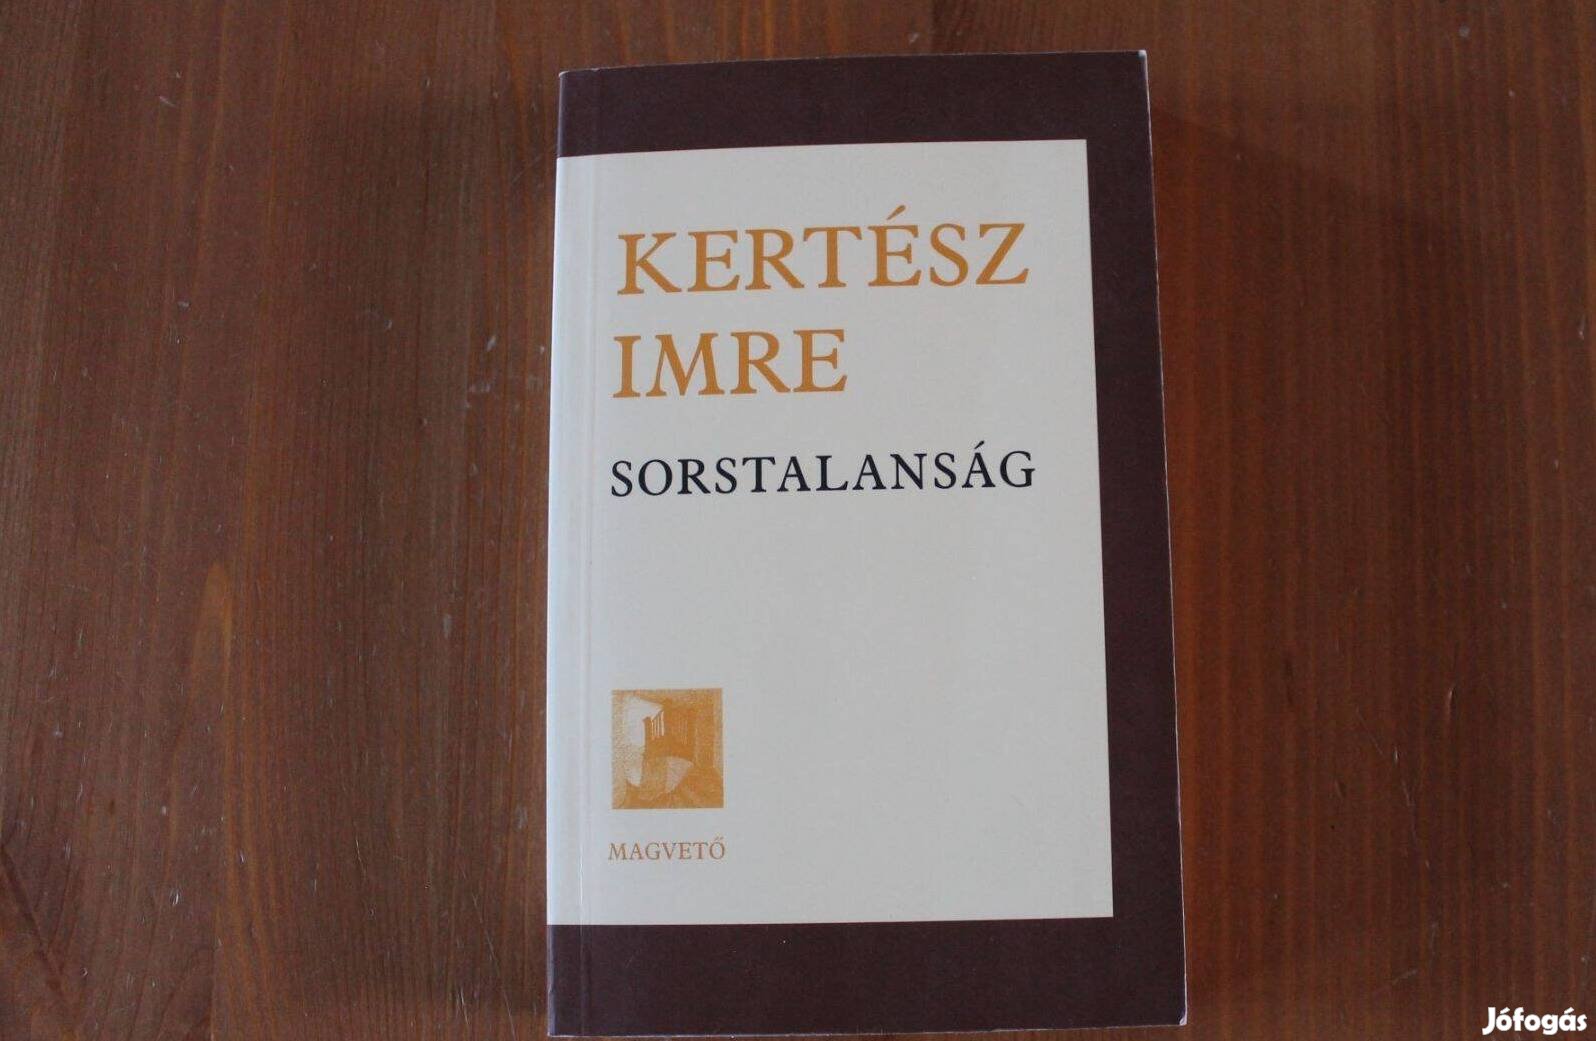 KERTÉSZ
IMRE
SORSTALANSÁG
MAGVETŐ
Jófogás